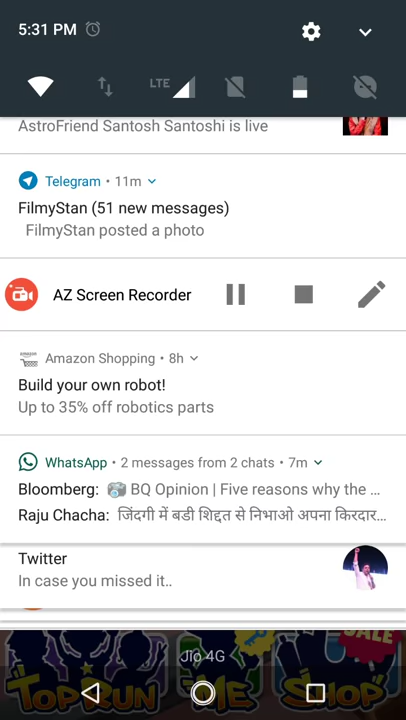 5:31 PM
LTE
AstroFriend Santosh Santoshi is live
Telegram • 11m
FilmyStan (51 new messages)
FilmyStan posted a photo
AZ Screen Recorder
Amazon Shopping • 8h
Build your own robot!
Up to 35% off robotics parts
WhatsApp • 2 messages from 2 chats • 7m
Bloomberg: 📷 BQ Opinion | Five reasons why the ...
Raju Chacha: जिंदगी में बडी शिद्दत से निभाओ अपना किरदार...
Twitter
In case you missed it..
Jio 4G
SALE
TOP RUN
ME
SHOP